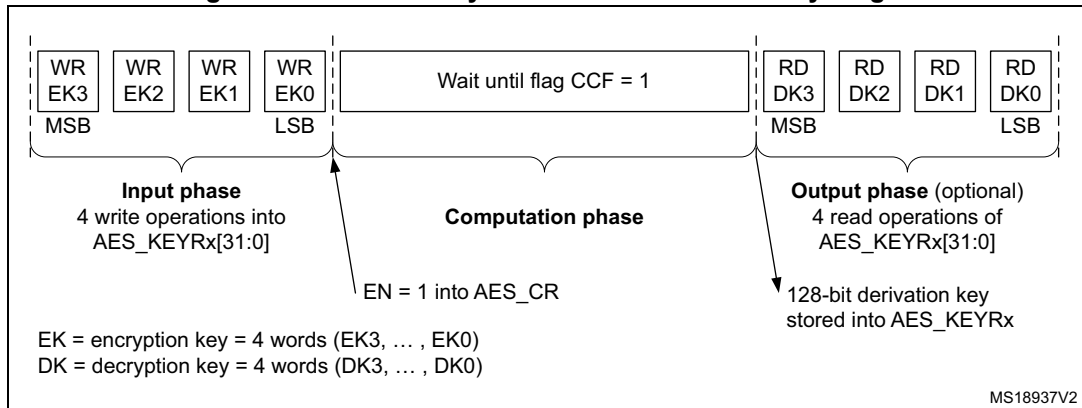 WR EK3
WR EK2
WR EK1
WR EK0
Wait until flag CCF = 1
RD DK3
RD DK2
RD DK1
RD DK0
MSB
LSB
MSB
LSB
Input phase
4 write operations into
AES_KEYRx[31:0]
Computation phase
Output phase (optional)
4 read operations of
AES_KEYRx[31:0]
EN = 1 into AES_CR
128-bit derivation key
stored into AES_KEYRx
EK = encryption key = 4 words (EK3, … , EK0)
DK = decryption key = 4 words (DK3, … , DK0)
MS18937V2